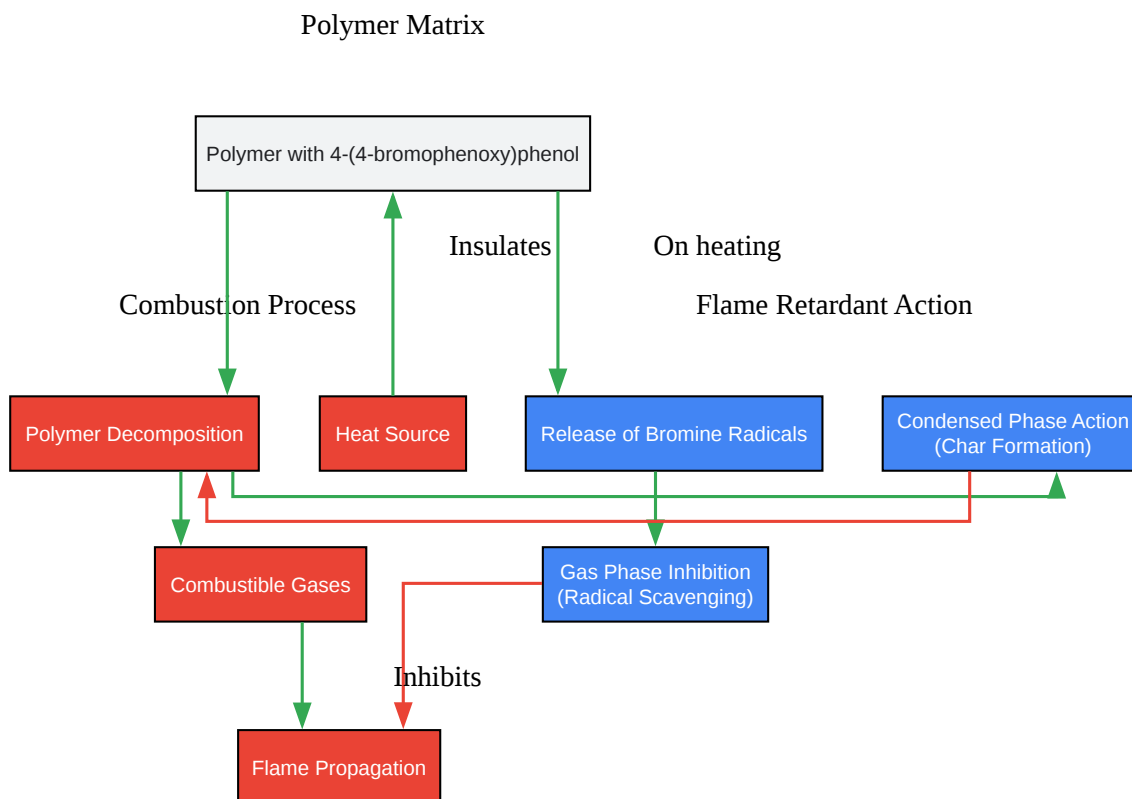 Polymer Matrix
Polymer with 4-(4-bromophenoxy)phenol
Insulates
On heating
Combustion Process
Flame Retardant Action
Polymer Decomposition
Heat Source
Release of Bromine Radicals
Condensed Phase Action
(Char Formation)
Combustible Gases
Gas Phase Inhibition
(Radical Scavenging)
Inhibits
Flame Propagation